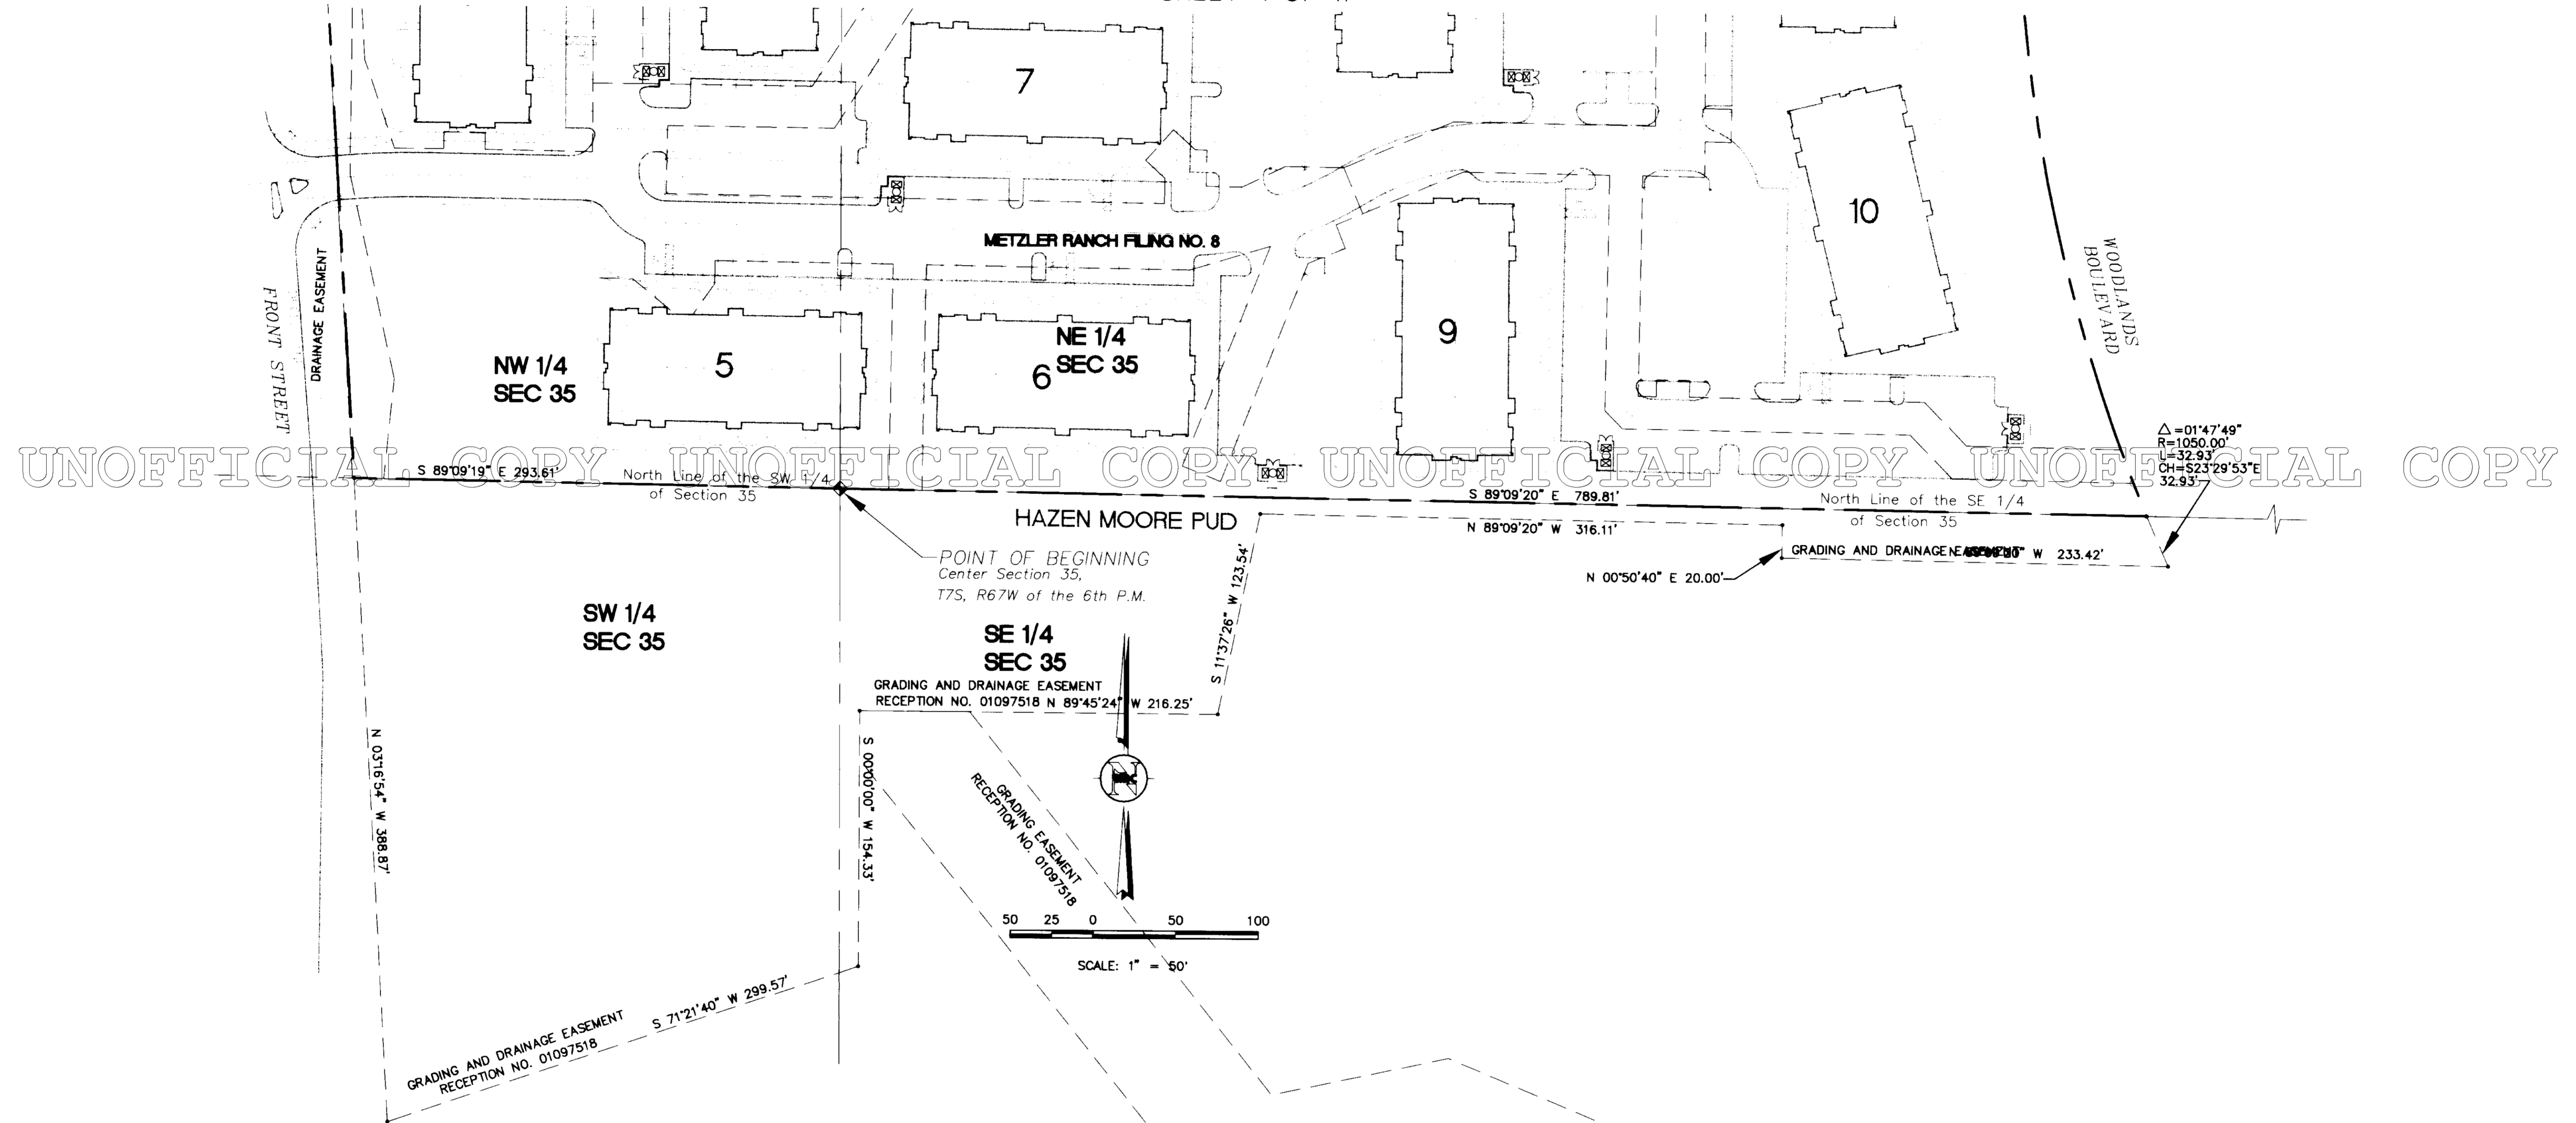 7
10
METZLER RANCH FILING NO. 8
WOODLANDS
BOULEVARD
DRAINAGE EASEMENT
FRONT STREET
NW 1/4
SEC 35
5
6
NE 1/4
SEC 35
9
△ =01°47'49"
R=1050.00'
L=32.93'
CH=S23°29'53"E
32.93'
UNOFFICIAL COPY UNOFFICIAL COPY UNOFFICIAL COPY UNOFFICIAL COPY
S 89°09'19" E 293.61'
North Line of the SW 1/4
of Section 35
S 89°09'20" E 789.81'
North Line of the SE 1/4
of Section 35
HAZEN MOORE PUD
N 89°09'20" W 316.11'
GRADING AND DRAINAGE EASEMENT
W 233.42'
N 00°50'40" E 20.00'
POINT OF BEGINNING
Center Section 35,
T7S, R67W of the 6th P.M.
S 11°37'26" W 123.54'
SW 1/4
SEC 35
SE 1/4
SEC 35
GRADING AND DRAINAGE EASEMENT
RECEPTION NO. 01097518 N 89°45'24" W 216.25'
N 03°16'54" W 388.87'
S 00°00'00" W 154.33'
GRADING EASEMENT
RECEPTION NO. 01097518
N
50 25 0 50 100
SCALE: 1" = 50'
S 71°21'40" W 299.57'
GRADING AND DRAINAGE EASEMENT
RECEPTION NO. 01097518